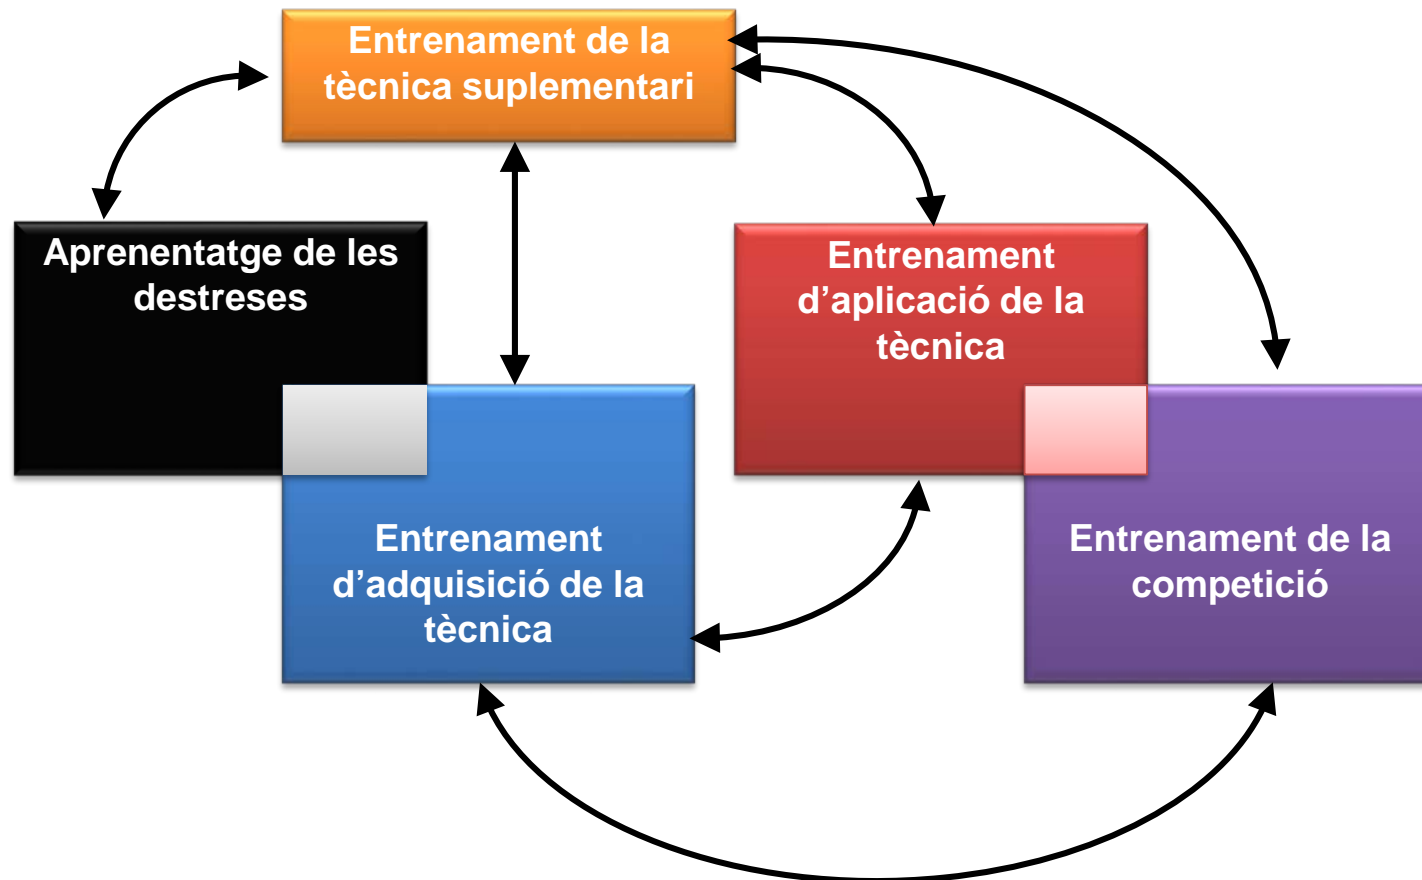 Entrenament de la
tècnica suplementari
Aprenentatge de les
destreses
Entrenament
d’aplicació de la
tècnica
Entrenament
d’adquisició de la
tècnica
Entrenament de la
competició